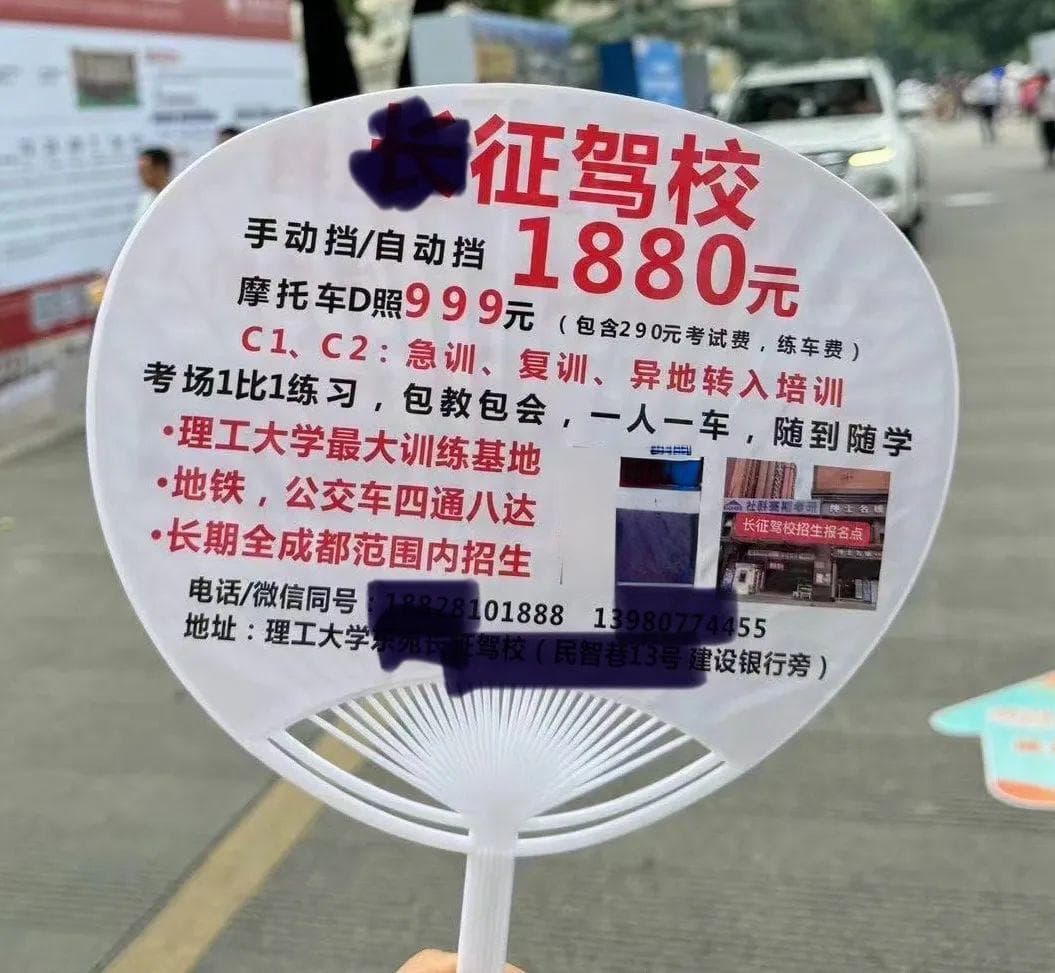 长征驾校
手动挡/自动挡 1880元
摩托车D照999元 （包含290元考试费，练车费）
C1、C2：急训、复训、异地转入培训
考场1比1练习，包教包会，一人一车，随到随学
·理工大学最大训练基地
·地铁，公交车四通八达
·长期全成都范围内招生
长征驾校招生报名点
电话/微信同号：18828101888 13980774455
地址：理工大学东苑长征驾校（民智巷13号 建设银行旁）